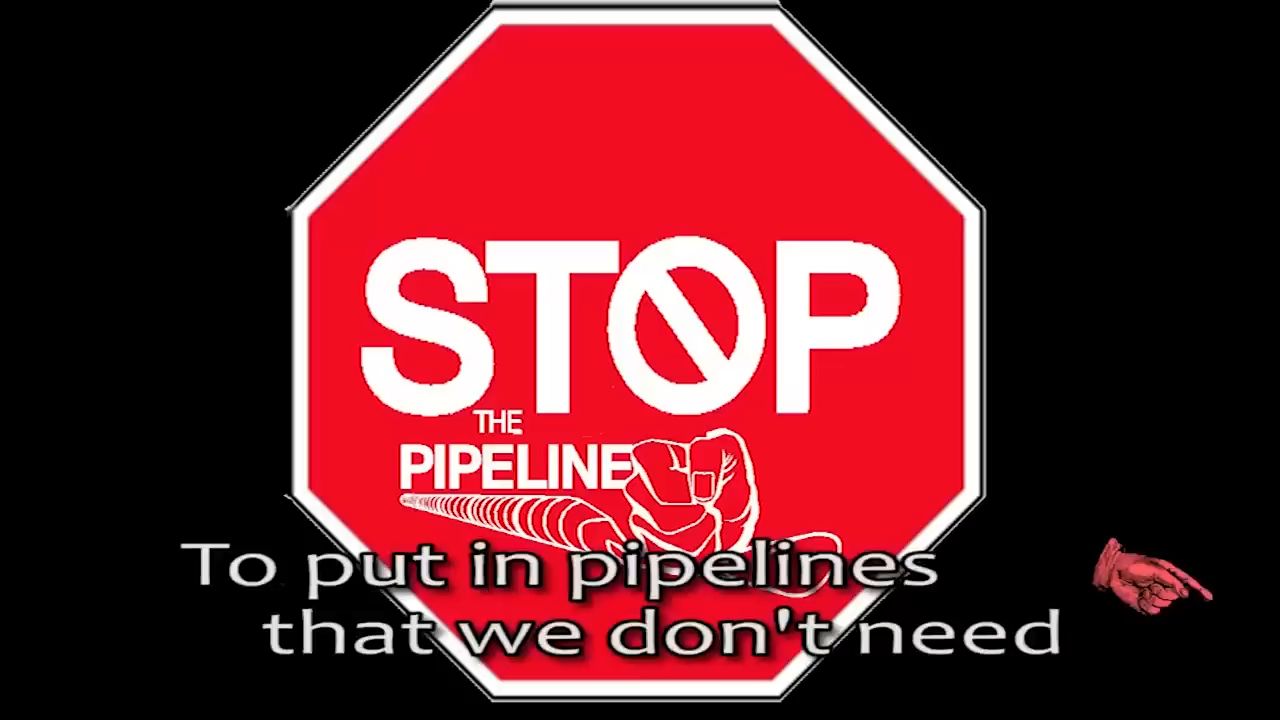 STOP
THE
PIPELINE
To put in pipelines
that we don't need